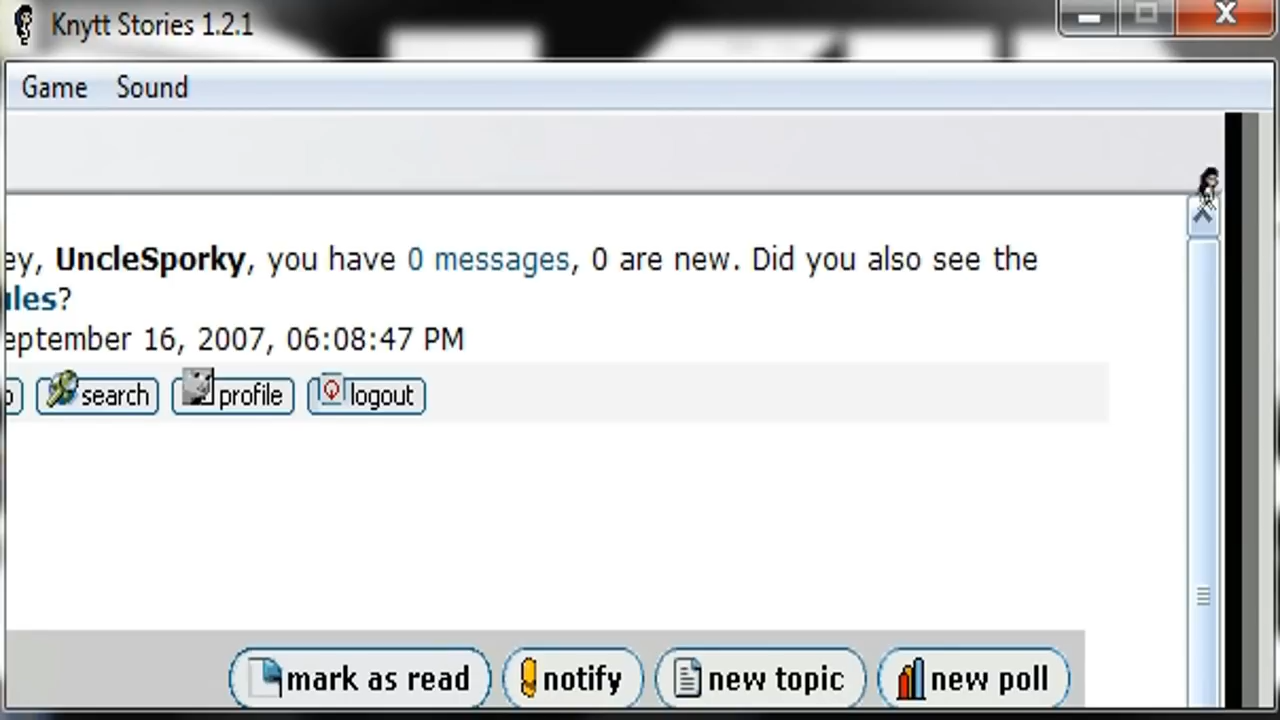 Knytt Stories 1.2.1
Game Sound
ey, UncleSporky, you have 0 messages, 0 are new. Did you also see the
ules?
eptember 16, 2007, 06:08:47 PM
search profile logout
mark as read notify new topic new poll